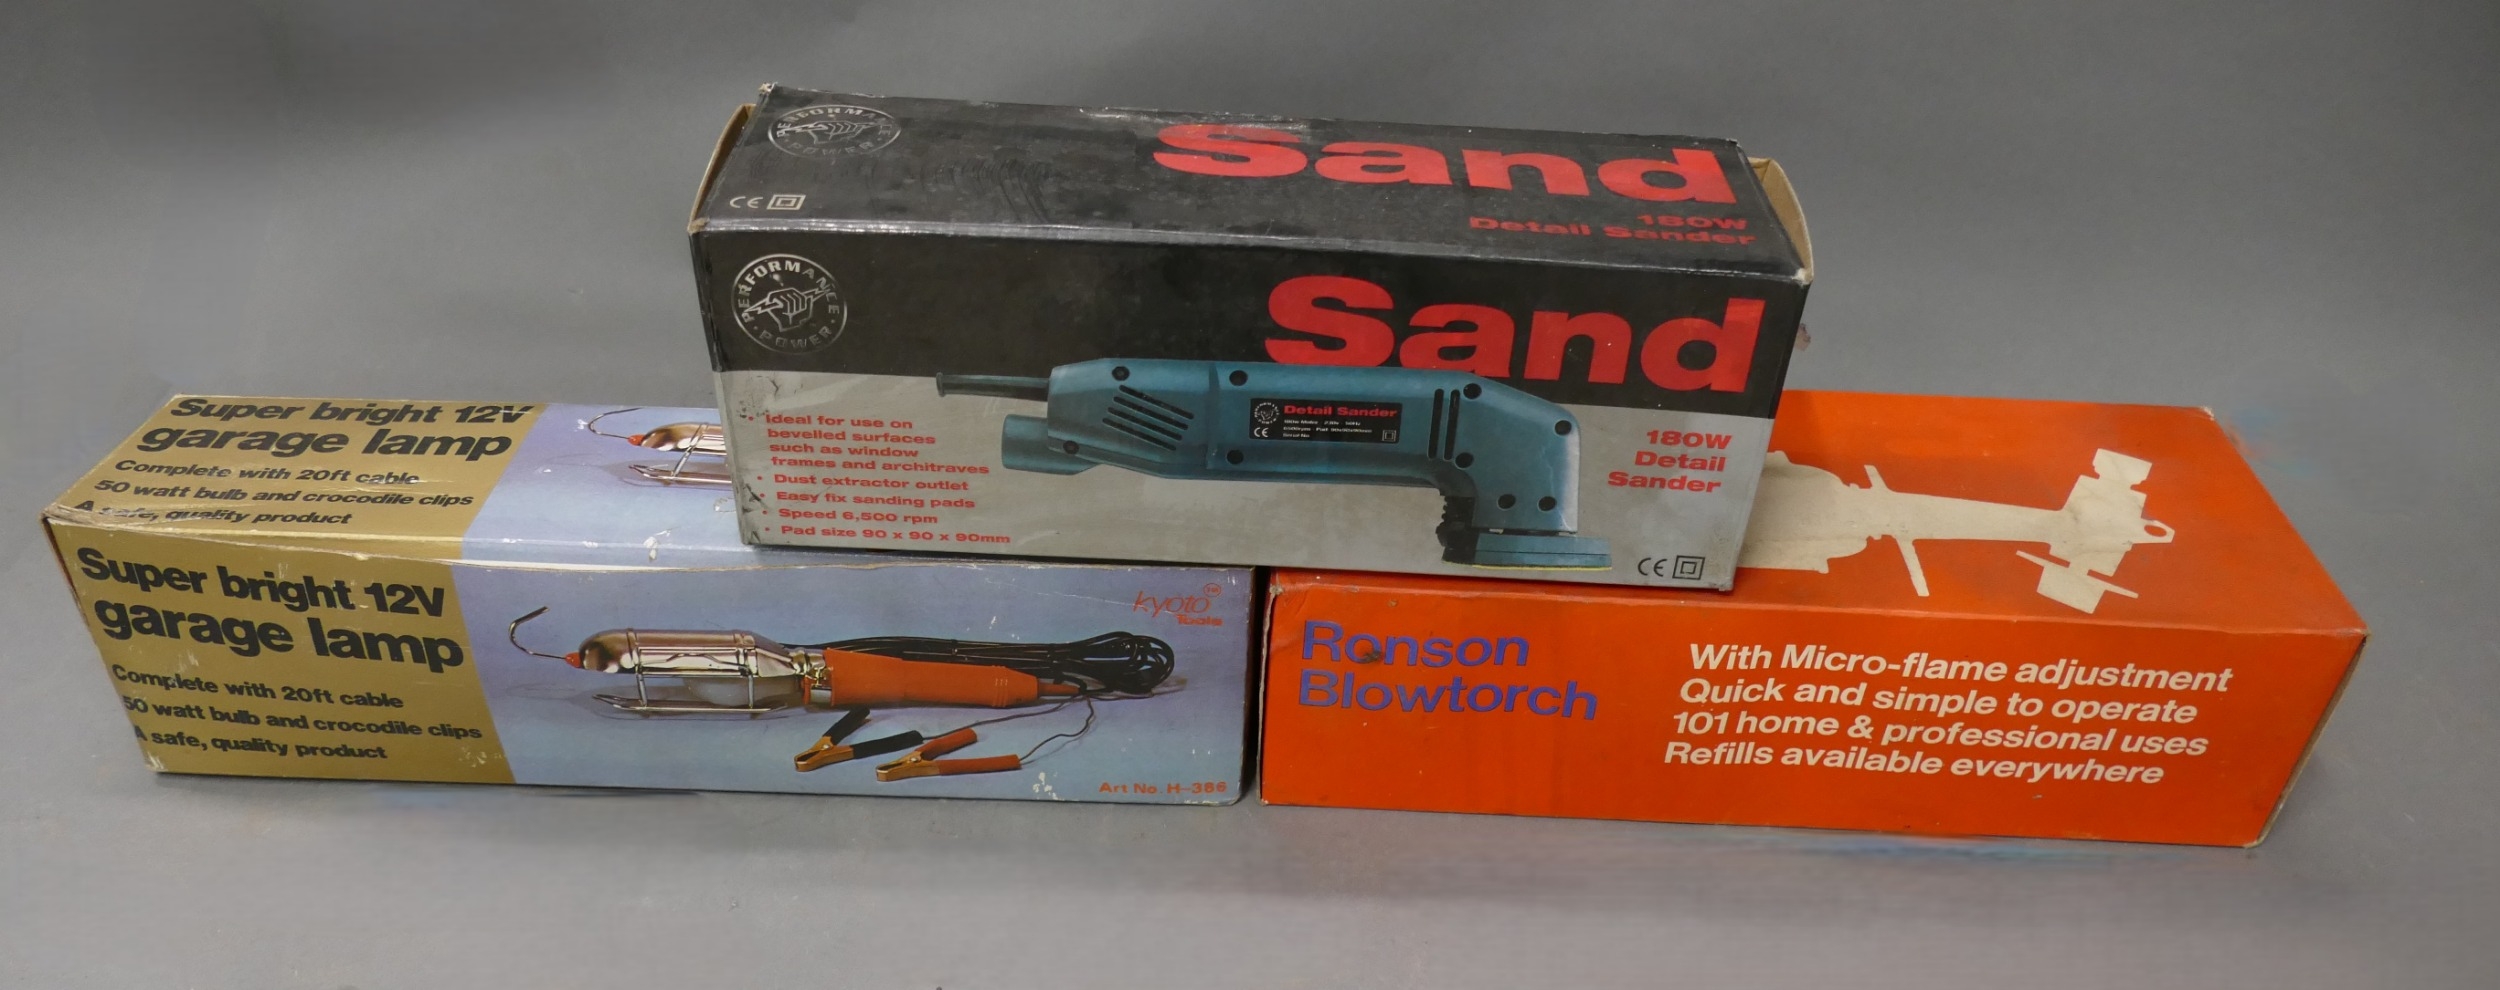 PERFORMANCE
POWER
Sand
CE
180W
Detail Sander
PERFORMANCE
POWER
Sand
• Ideal for use on
bevelled surfaces
such as window
frames and architraves
• Dust extractor outlet
• Easy fix sanding pads
• Speed 6,500 rpm
• Pad size 90 x 90 x 90mm
Detail Sander
CE
180W
Detail
Sander
CE
Super bright 12V
garage lamp
Complete with 20ft cable
50 watt bulb and crocodile clips
A safe, quality product
Super bright 12V
garage lamp
Complete with 20ft cable
50 watt bulb and crocodile clips
A safe, quality product
kyoto
Tools
Art No. H-386
Ronson
Blowtorch
With Micro-flame adjustment
Quick and simple to operate
101 home & professional uses
Refills available everywhere